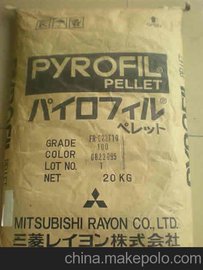 PYROFIL
PELLET
パイロフィル®
ペレット
GRADE
COLOR
LOT NO.
NET 20 KG
MITSUBISHI RAYON CO.,LTD.
三菱レイヨン株式会社
china.makepolo.com